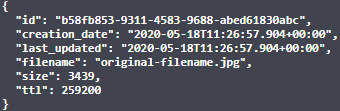 {
"id": "b58fb853-9311-4583-9688-abed61830abc",
"creation_date": "2020-05-18T11:26:57.904+00:00",
"last_updated": "2020-05-18T11:26:57.904+00:00",
"filename": "original-filename.jpg",
"size": 3439,
"ttl": 259200
}